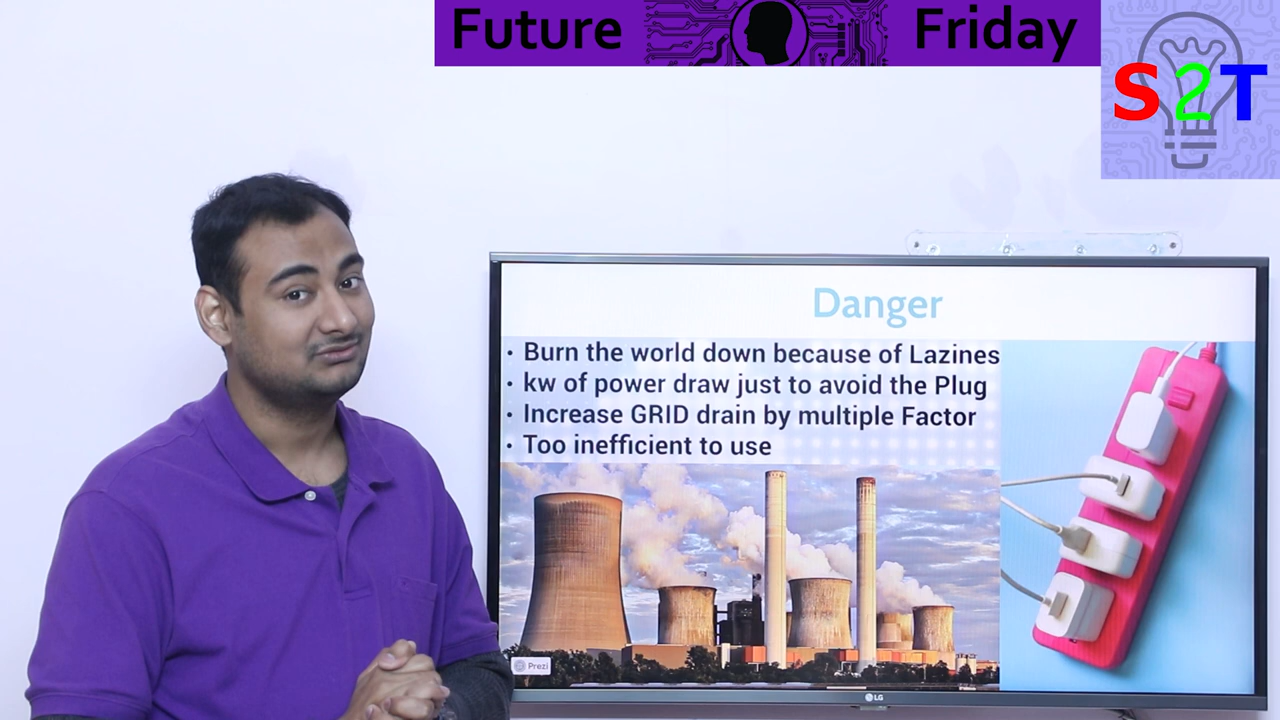 Future Friday
S2T
Danger
• Burn the world down because of Lazines
• kw of power draw just to avoid the Plug
• Increase GRID drain by multiple Factor
• Too inefficient to use
Prezi
LG